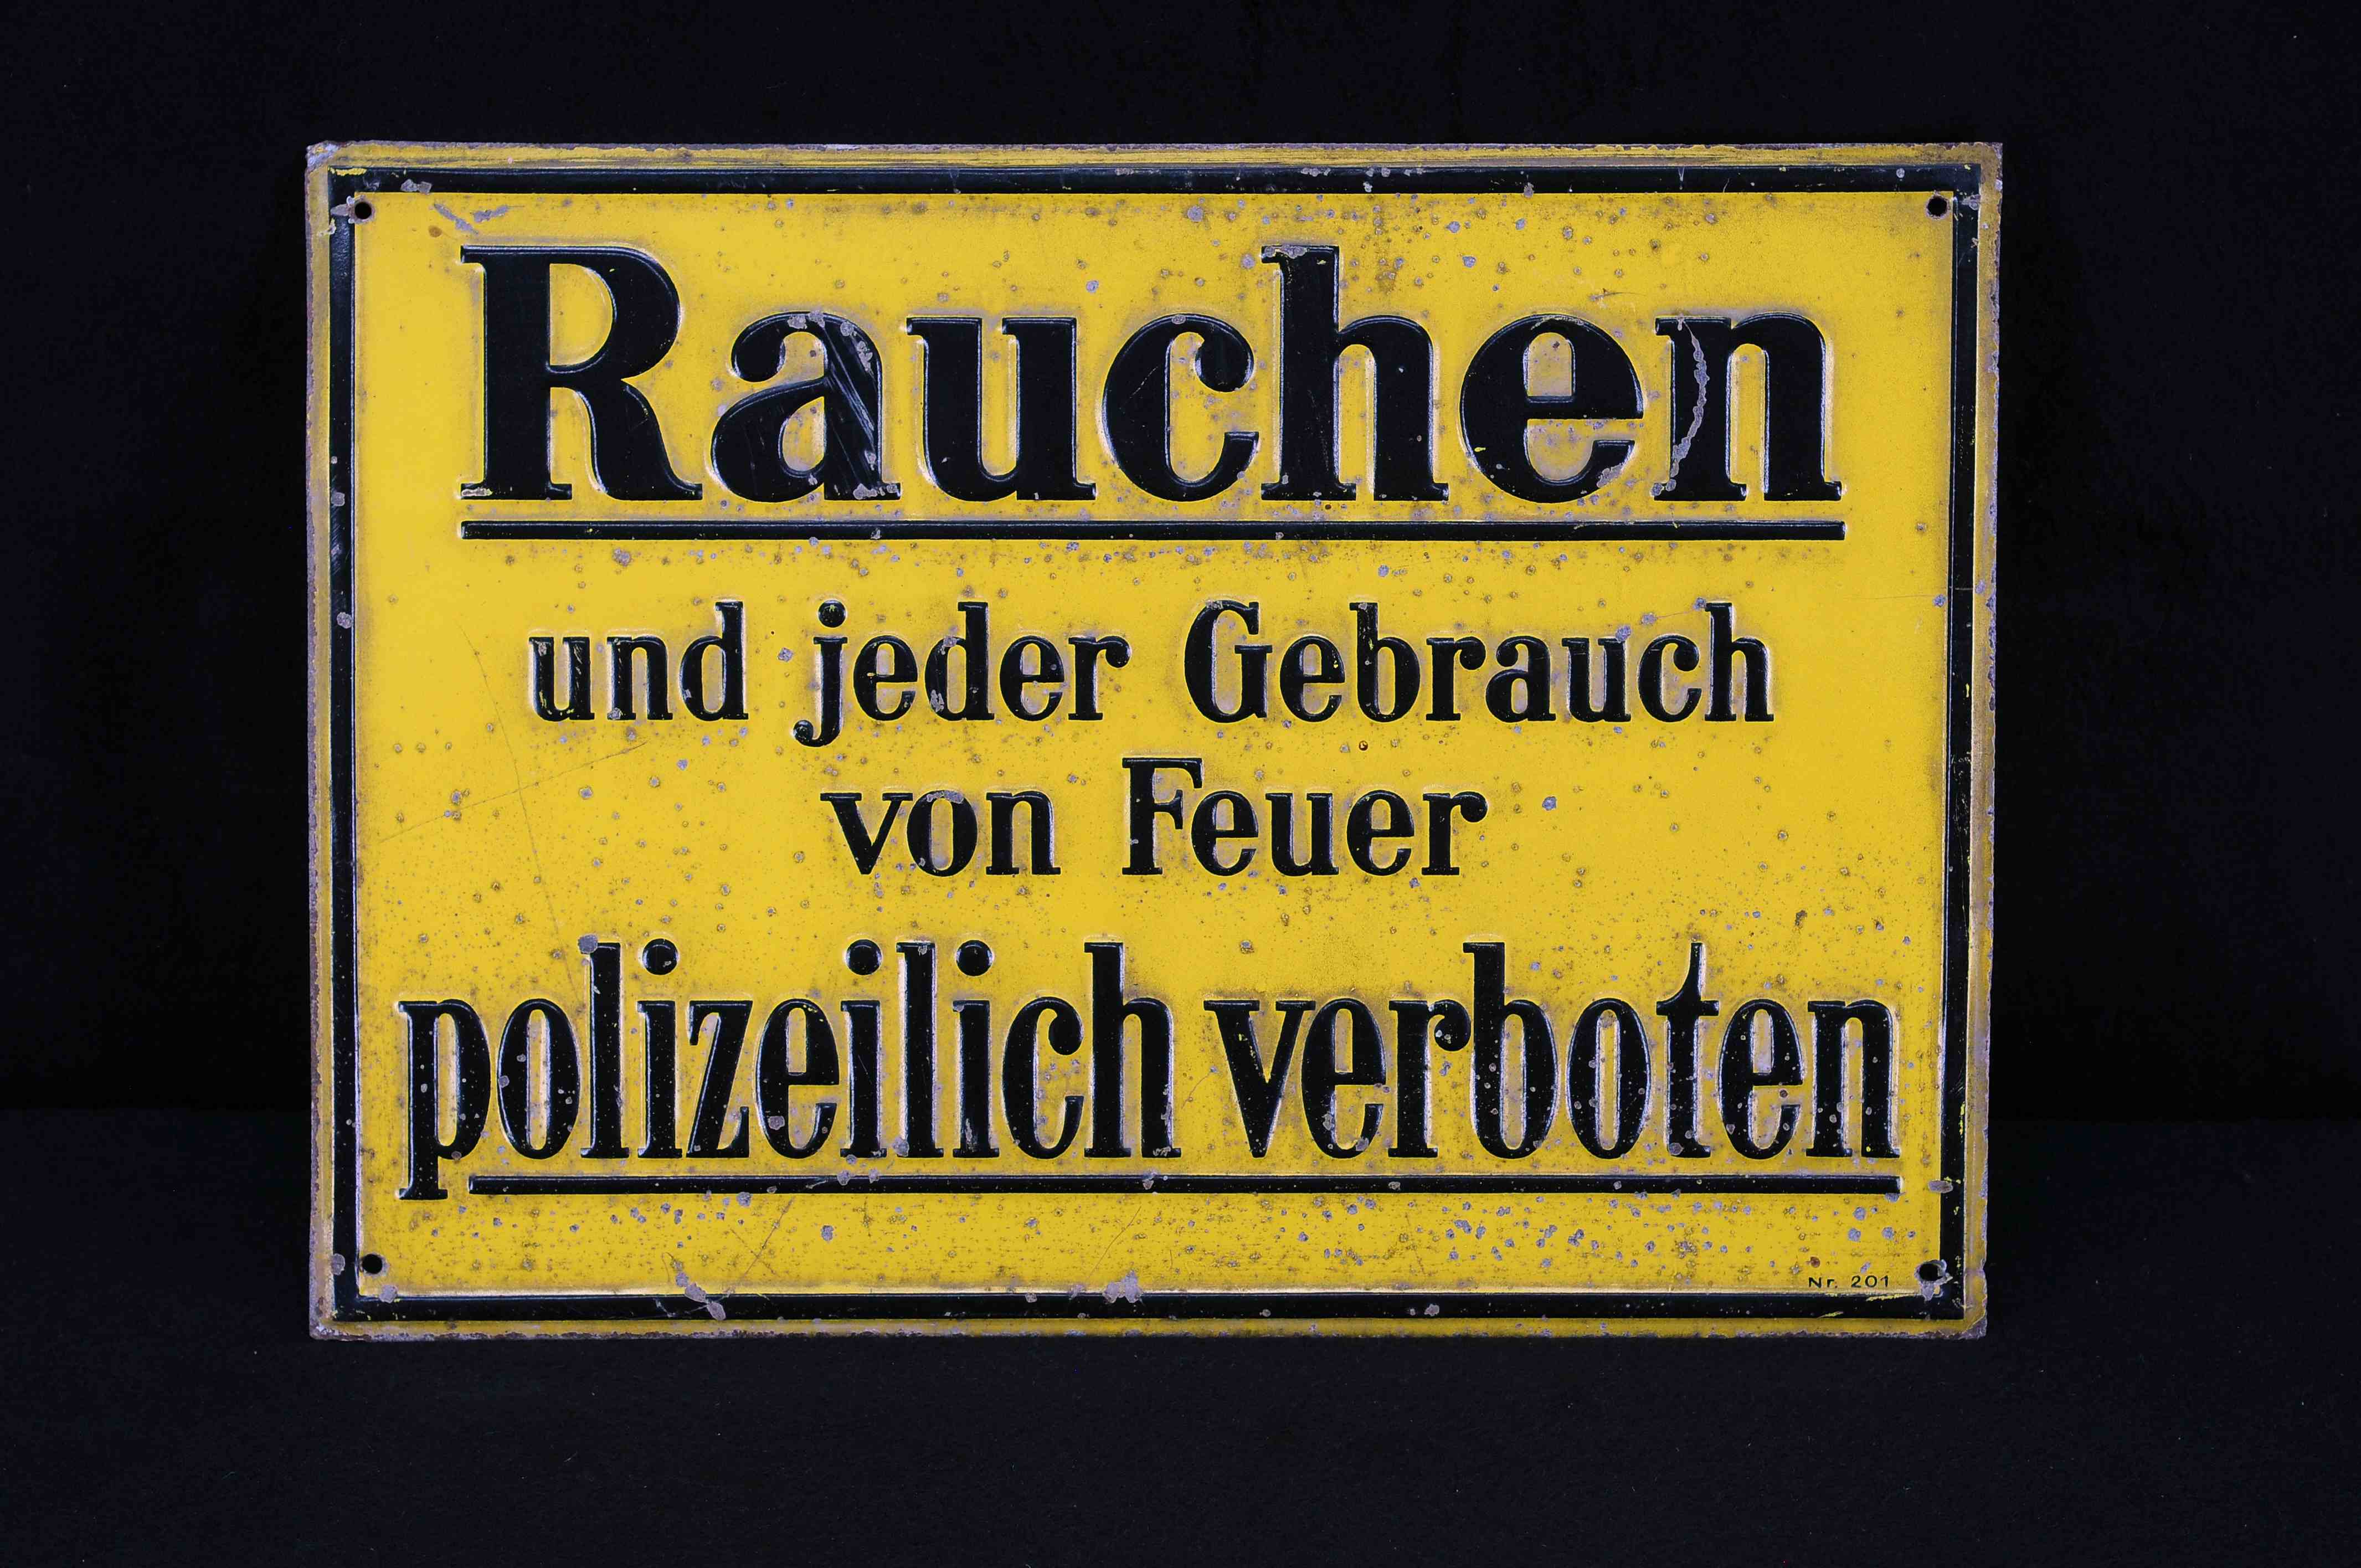 Rauchen
und jeder Gebrauch
von Feuer
polizeilich verboten
Nr. 201